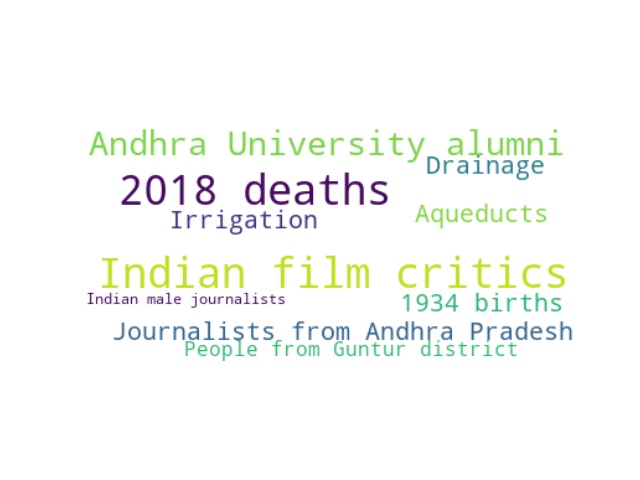 Andhra University alumni
Drainage
2018 deaths
Irrigation
Aqueducts
Indian film critics
Indian male journalists
1934 births
Journalists from Andhra Pradesh
People from Guntur district